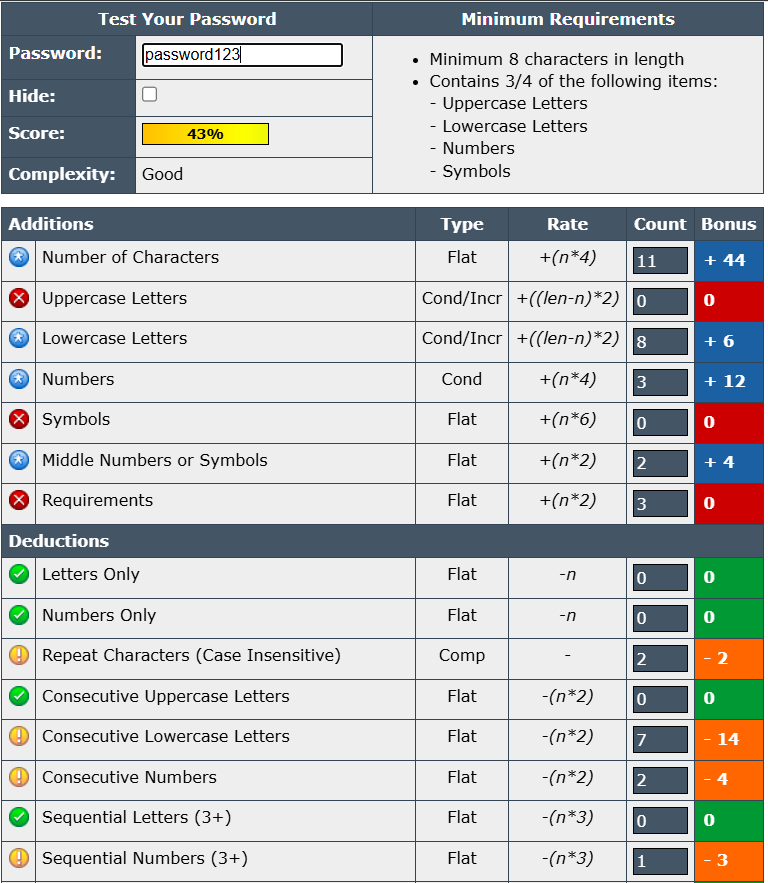 Test Your Password
Minimum Requirements
Password: password123
Hide:
Score: 43%
Complexity: Good
• Minimum 8 characters in length
• Contains 3/4 of the following items:
- Uppercase Letters
- Lowercase Letters
- Numbers
- Symbols
Additions Type Rate Count Bonus
Number of Characters Flat +(n*4) 11 + 44
Uppercase Letters Cond/Incr +((len-n)*2) 0 0
Lowercase Letters Cond/Incr +((len-n)*2) 8 + 6
Numbers Cond +(n*4) 3 + 12
Symbols Flat +(n*6) 0 0
Middle Numbers or Symbols Flat +(n*2) 2 + 4
Requirements Flat +(n*2) 3 0
Deductions
Letters Only Flat -n 0 0
Numbers Only Flat -n 0 0
Repeat Characters (Case Insensitive) Comp - 2 - 2
Consecutive Uppercase Letters Flat -(n*2) 0 0
Consecutive Lowercase Letters Flat -(n*2) 7 - 14
Consecutive Numbers Flat -(n*2) 2 - 4
Sequential Letters (3+) Flat -(n*3) 0 0
Sequential Numbers (3+) Flat -(n*3) 1 - 3